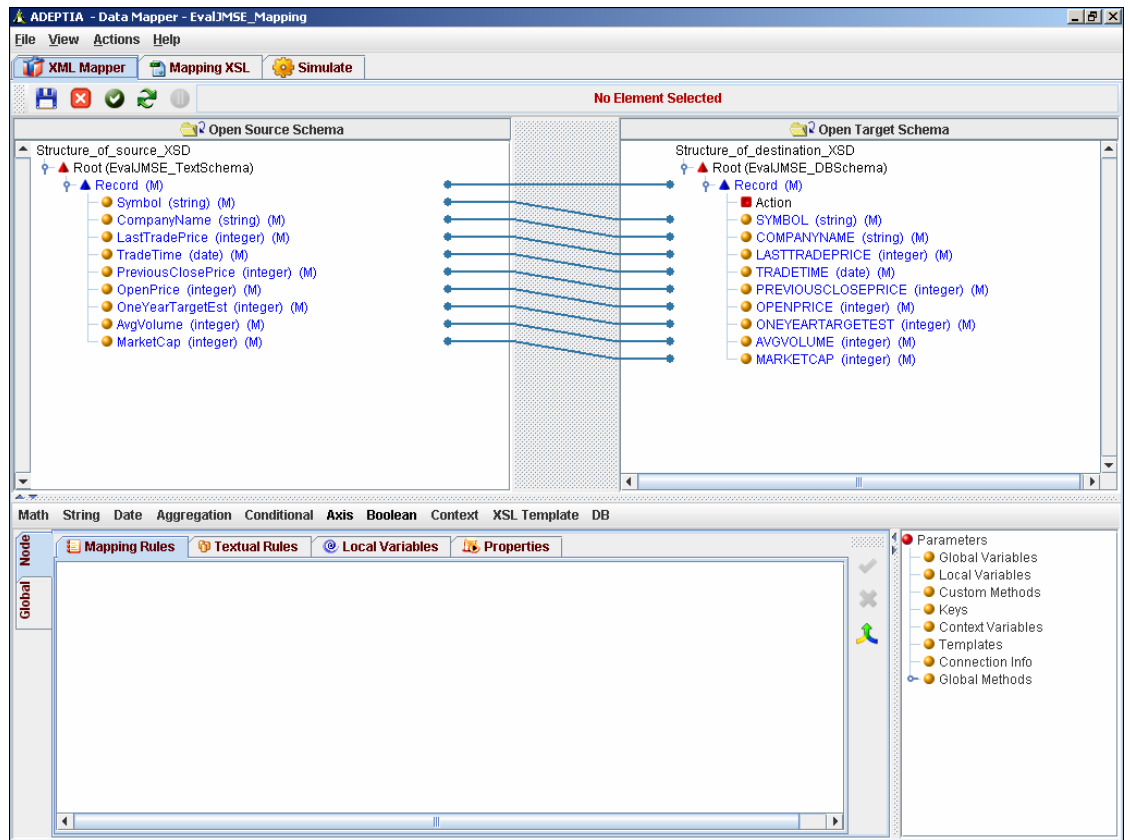 ADEPTIA - Data Mapper - EvalJMSE_Mapping
File View Actions Help
XML Mapper Mapping XSL Simulate
No Element Selected
Open Source Schema
Structure_of_source_XSD
Root (EvalJMSE_TextSchema)
Record (M)
Symbol (string) (M)
CompanyName (string) (M)
LastTradePrice (integer) (M)
TradeTime (date) (M)
PreviousClosePrice (integer) (M)
OpenPrice (integer) (M)
OneYearTargetEst (integer) (M)
AvgVolume (integer) (M)
MarketCap (integer) (M)
Open Target Schema
Structure_of_destination_XSD
Root (EvalJMSE_DBSchema)
Record (M)
Action
SYMBOL (string) (M)
COMPANYNAME (string) (M)
LASTTRADEPRICE (integer) (M)
TRADETIME (date) (M)
PREVIOUSCLOSEPRICE (integer) (M)
OPENPRICE (integer) (M)
ONEYEARTARGETEST (integer) (M)
AVGVOLUME (integer) (M)
MARKETCAP (integer) (M)
Math String Date Aggregation Conditional Axis Boolean Context XSL Template DB
Node
Global
Mapping Rules Textual Rules Local Variables Properties
Parameters
Global Variables
Local Variables
Custom Methods
Keys
Context Variables
Templates
Connection Info
Global Methods